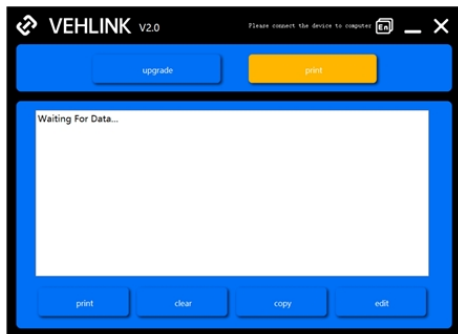 VEHLINK V2.0 Please connect the device to computer En
upgrade print
Waiting For Data...
print clear copy edit